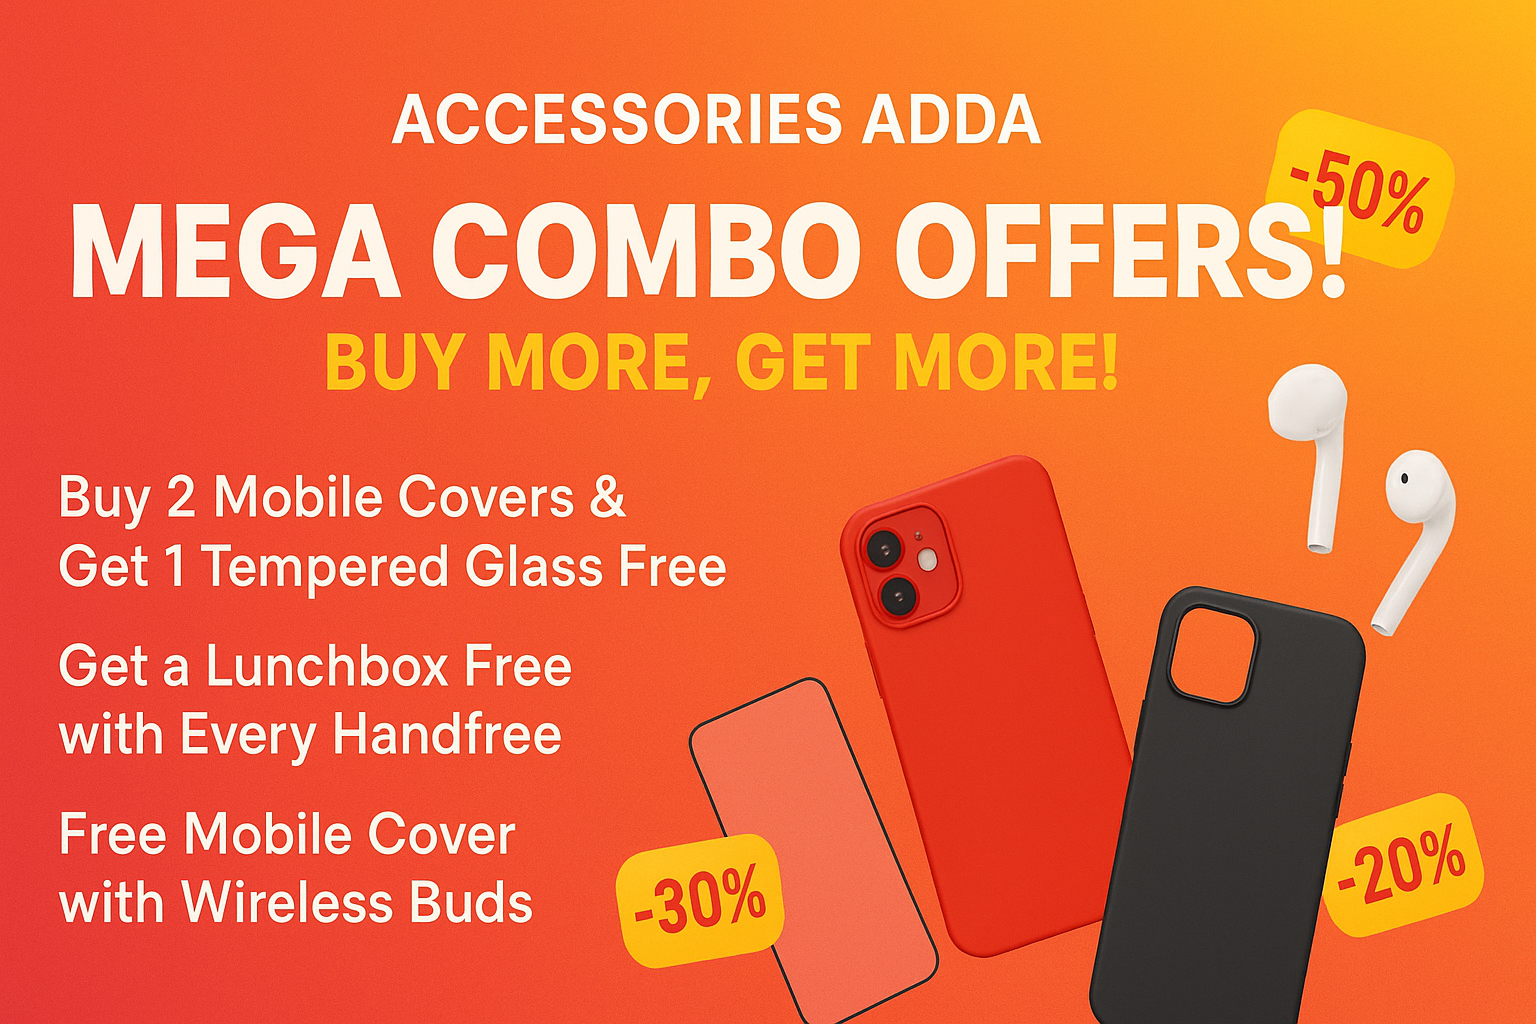 ACCESSORIES ADDA
-50%
MEGA COMBO OFFERS!
BUY MORE, GET MORE!
Buy 2 Mobile Covers &
Get 1 Tempered Glass Free
Get a Lunchbox Free
with Every Handfree
Free Mobile Cover
with Wireless Buds
-30%
-20%